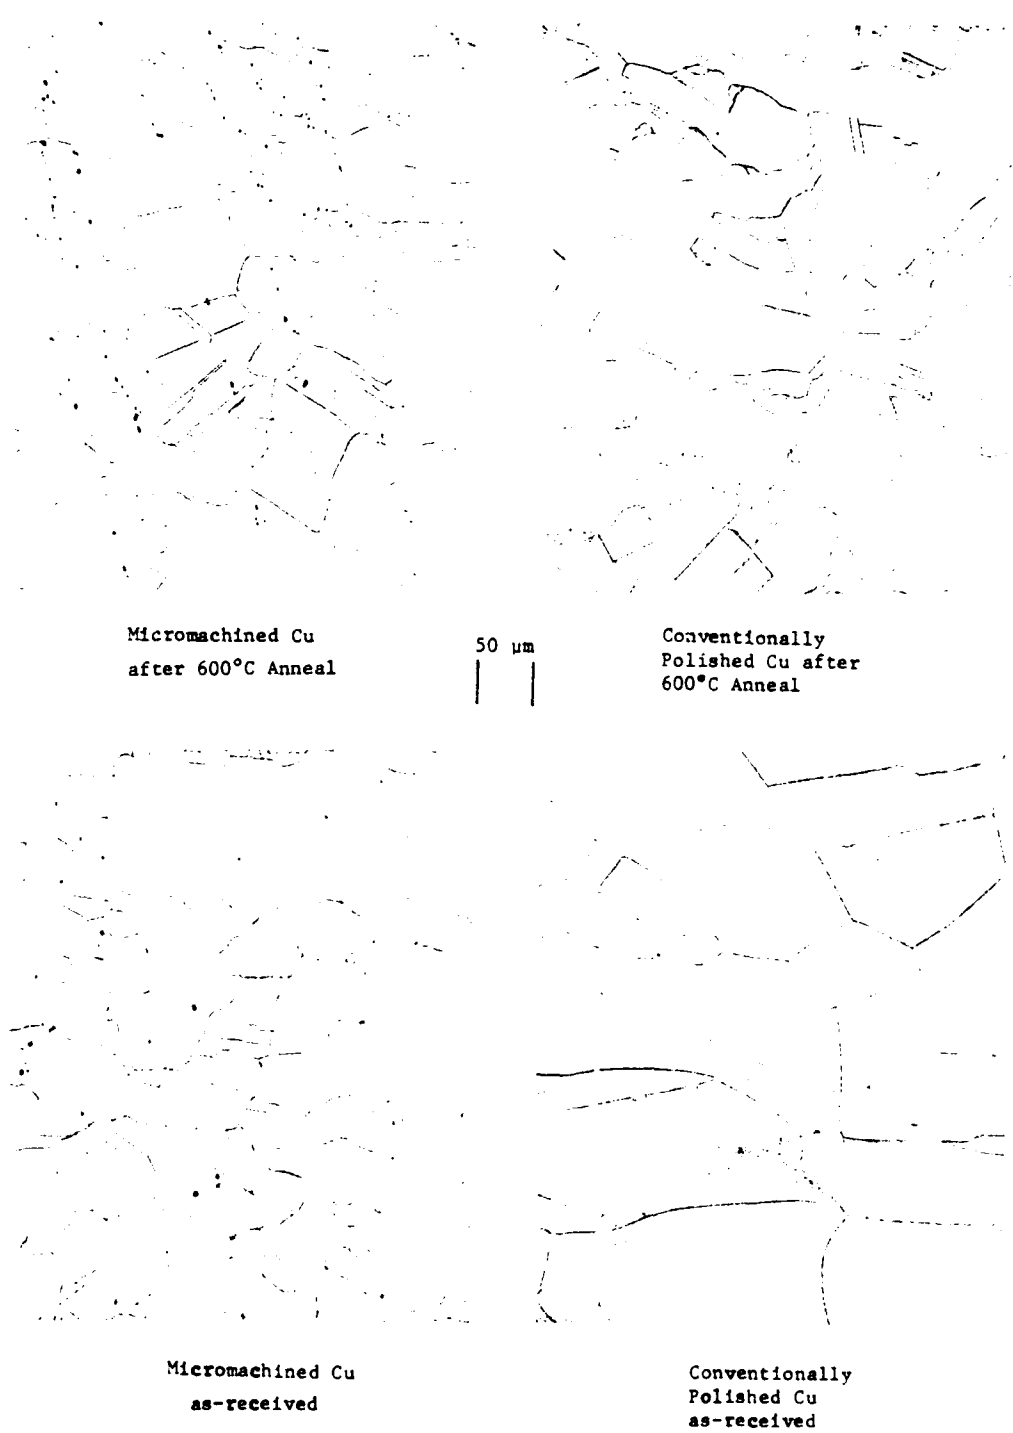 Micromachined Cu
after 600°C Anneal
50 μm
Conventionally
Polished Cu after
600°C Anneal
Micromachined Cu
as-received
Conventionally
Polished Cu
as-received